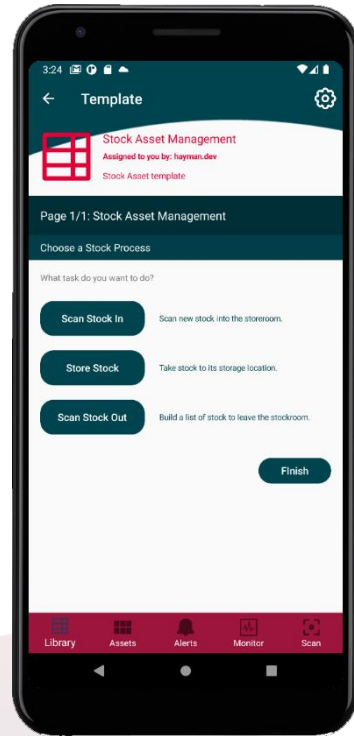 3:24
Template
Stock Asset Management
Assigned to you by: hayman.dev
Stock Asset template
Page 1/1: Stock Asset Management
Choose a Stock Process
What task do you want to do?
Scan Stock In
Scan new stock into the storeroom.
Store Stock
Take stock to its storage location.
Scan Stock Out
Build a list of stock to leave the stockroom.
Finish
Library
Assets
Alerts
Monitor
Scan